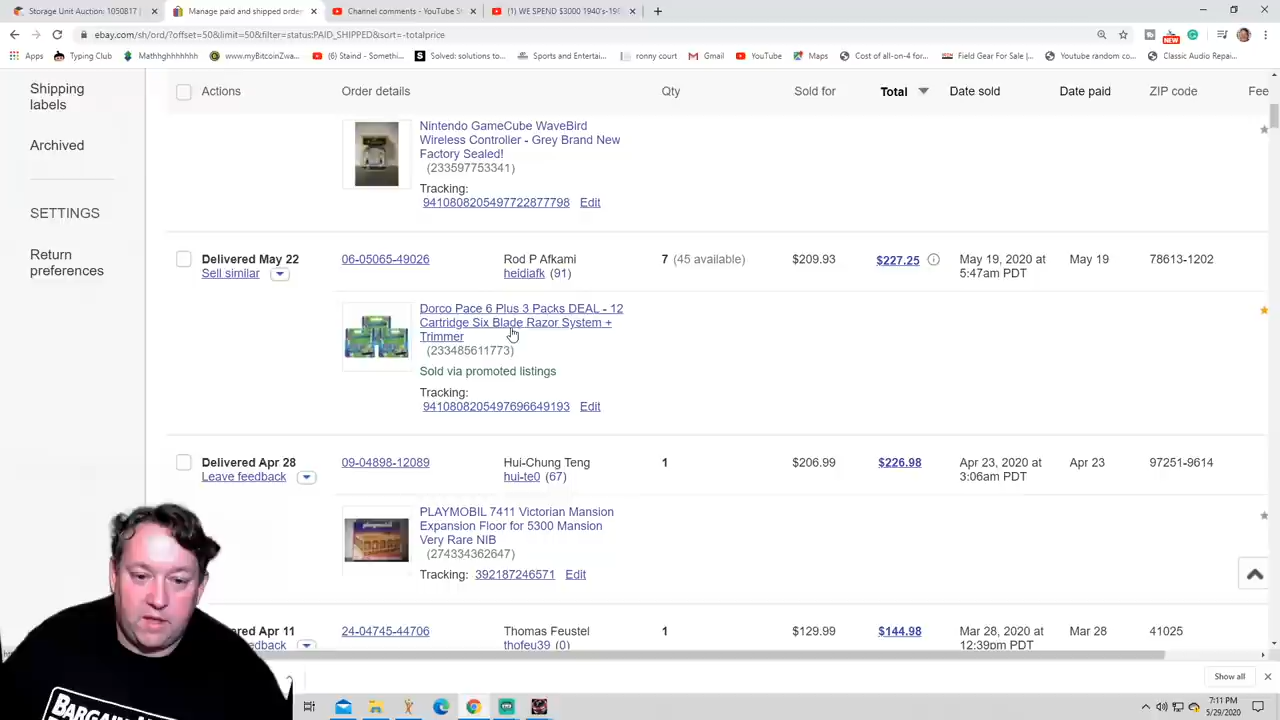 Storage Unit Auction: 1050817
Manage paid and shipped order
Channel comments - YouTube St
(1) WE SPEND $3000 1940's-198
ebay.com/sh/ord/?offset=50&limit=50&filter=status:PAID_SHIPPED&sort=-totalprice
Apps
Typing Club
Mathhghhhhhh
www.myBitcoinZwa...
(6) Staind - Somethi...
Solved: solutions to...
Sports and Entertai...
ronny court
Gmail
YouTube
Maps
Cost of all-on-4 for...
Field Gear For Sale |...
Youtube random co...
Classic Audio Repai...
Shipping
labels
Archived
SETTINGS
Return
preferences
Actions
Order details
Qty
Sold for
Total
Date sold
Date paid
ZIP code
Fee
Nintendo GameCube WaveBird
Wireless Controller - Grey Brand New
Factory Sealed!
(233597753341)
Tracking:
9410808205497722877798 Edit
Delivered May 22
Sell similar
06-05065-49026
Rod P Afkami
heidiafk (91)
7 (45 available)
$209.93
$227.25
May 19, 2020 at
5:47am PDT
May 19
78613-1202
Dorco Pace 6 Plus 3 Packs DEAL - 12
Cartridge Six Blade Razor System +
Trimmer
(233485611773)
Sold via promoted listings
Tracking:
9410808205497696649193 Edit
Delivered Apr 28
Leave feedback
09-04898-12089
Hui-Chung Teng
hui-te0 (67)
1
$206.99
$226.98
Apr 23, 2020 at
3:06am PDT
Apr 23
97251-9614
PLAYMOBIL 7411 Victorian Mansion
Expansion Floor for 5300 Mansion
Very Rare NIB
(274334362647)
Tracking: 392187246571 Edit
ered Apr 11
edback
24-04745-44706
Thomas Feustel
thofeu39 (0)
1
$129.99
$144.98
Mar 28, 2020 at
12:39pm PDT
Mar 28
41025
Show all
BARGAIN
7:11 PM
5/29/2020